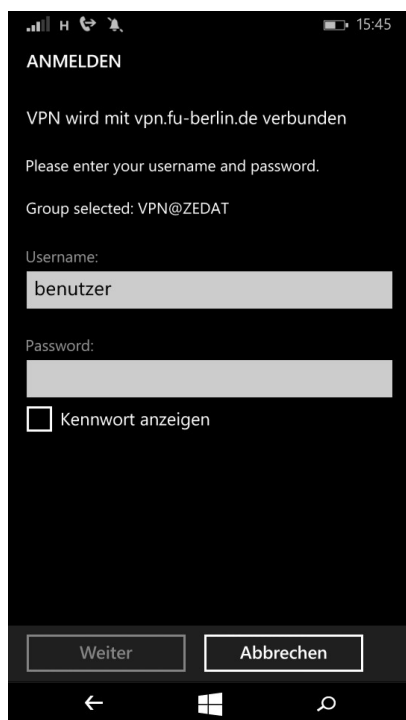 H 15:45
ANMELDEN
VPN wird mit vpn.fu-berlin.de verbunden
Please enter your username and password.
Group selected: VPN@ZEDAT
Username:
benutzer
Password:
Kennwort anzeigen
Weiter Abbrechen